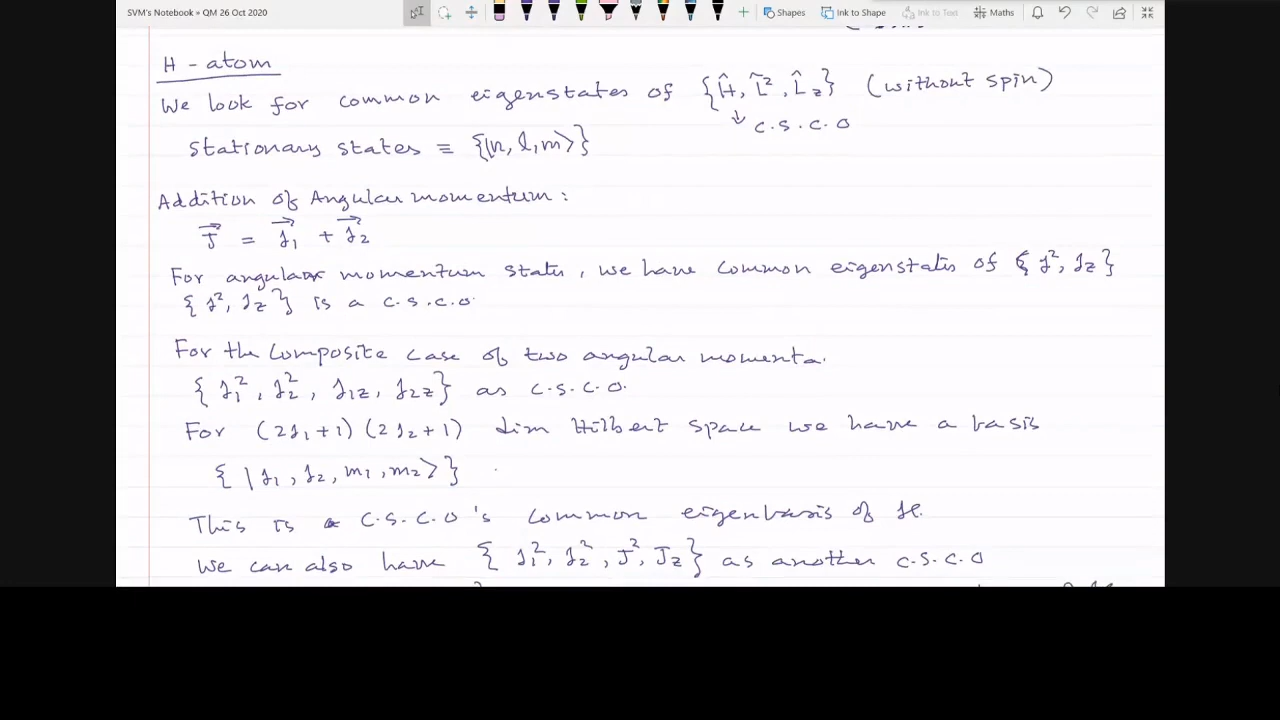 SVM's Notebook » QM 26 Oct 2020
Shapes Ink to Shape Ink to Text Maths
H - atom
We look for common eigenstates of {Ĥ, L̂², L̂z} (without spin)
↓ C.S.C.O
Stationary states ≡ {|n, l, m⟩}
Addition of Angular momentum :
J⃗ = J⃗₁ + J⃗₂
For angular momentum states, we have common eigenstates of {J², Jz}
{J², Jz} is a C.S.C.O.
For the composite case of two angular momenta.
{J₁², J₂², J₁z, J₂z} as C.S.C.O.
For (2J₁+1) (2J₂+1) dim Hilbert space we have a basis
{|J₁, J₂, m₁, m₂⟩}
This is a C.S.C.O's common eigenbasis of
We can also have {J₁², J₂², J², Jz} as another C.S.C.O